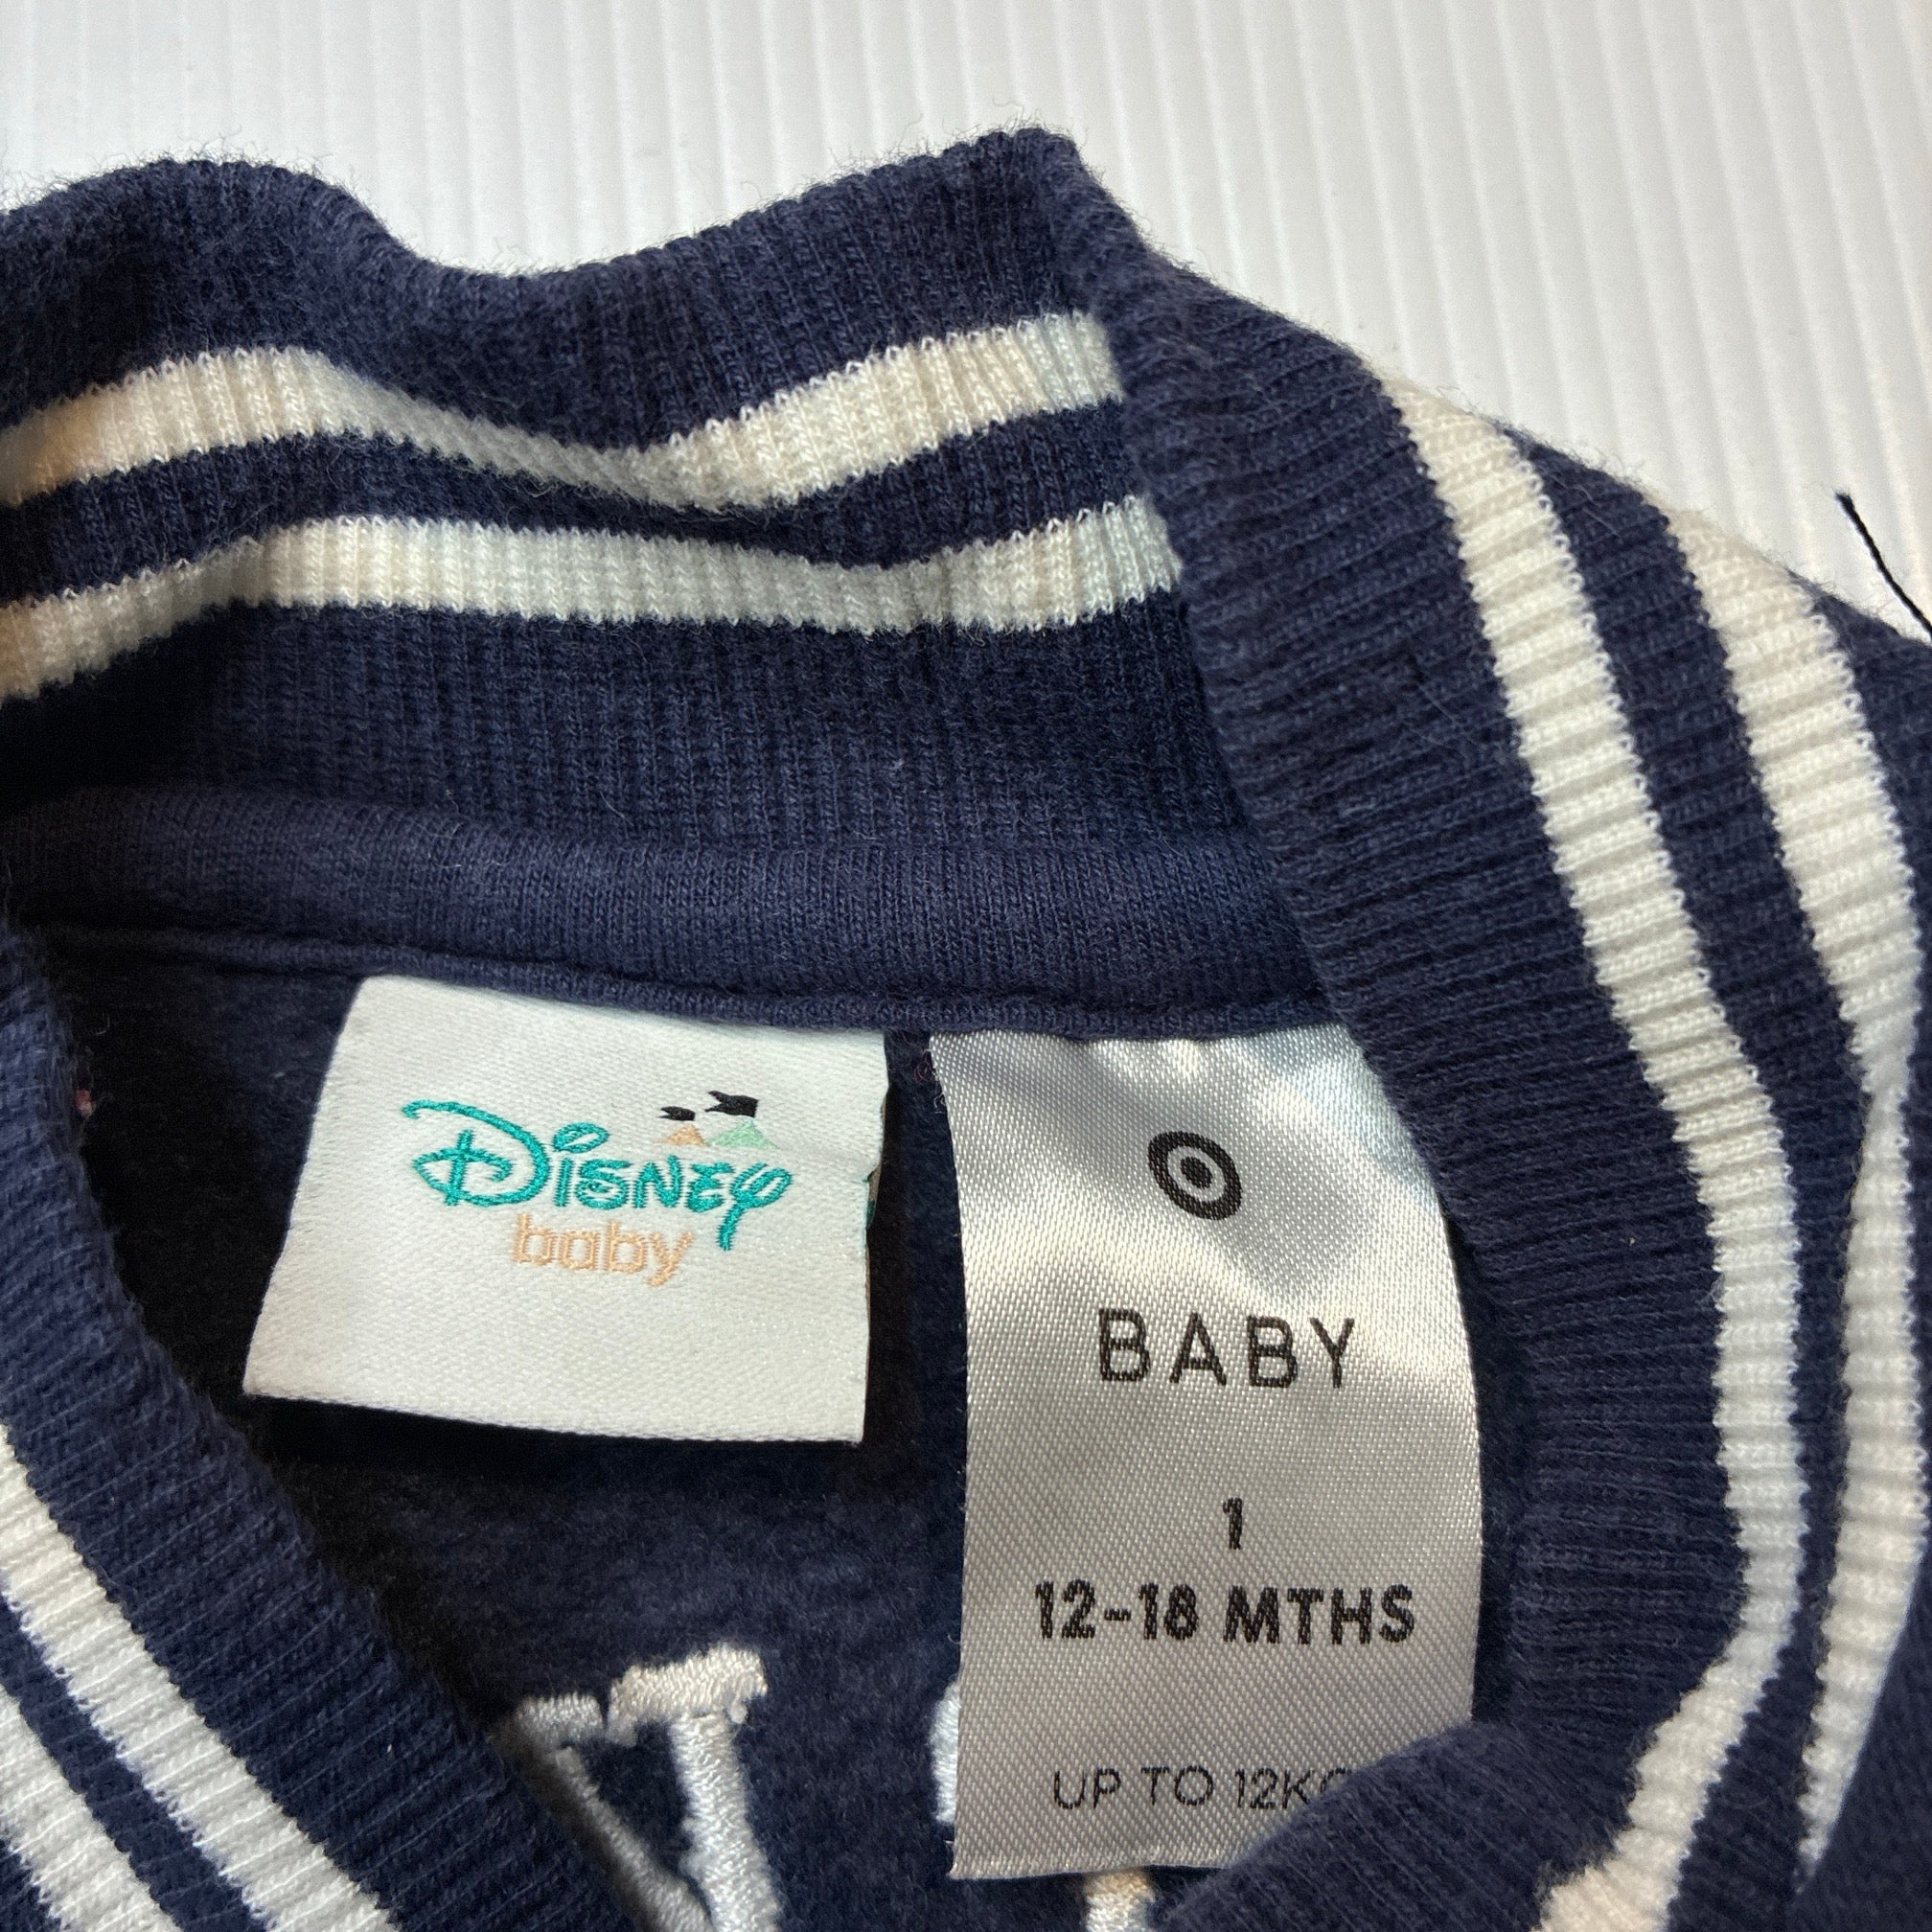 Disney
baby
BABY
1
12-18 MTHS
UP TO 12KG